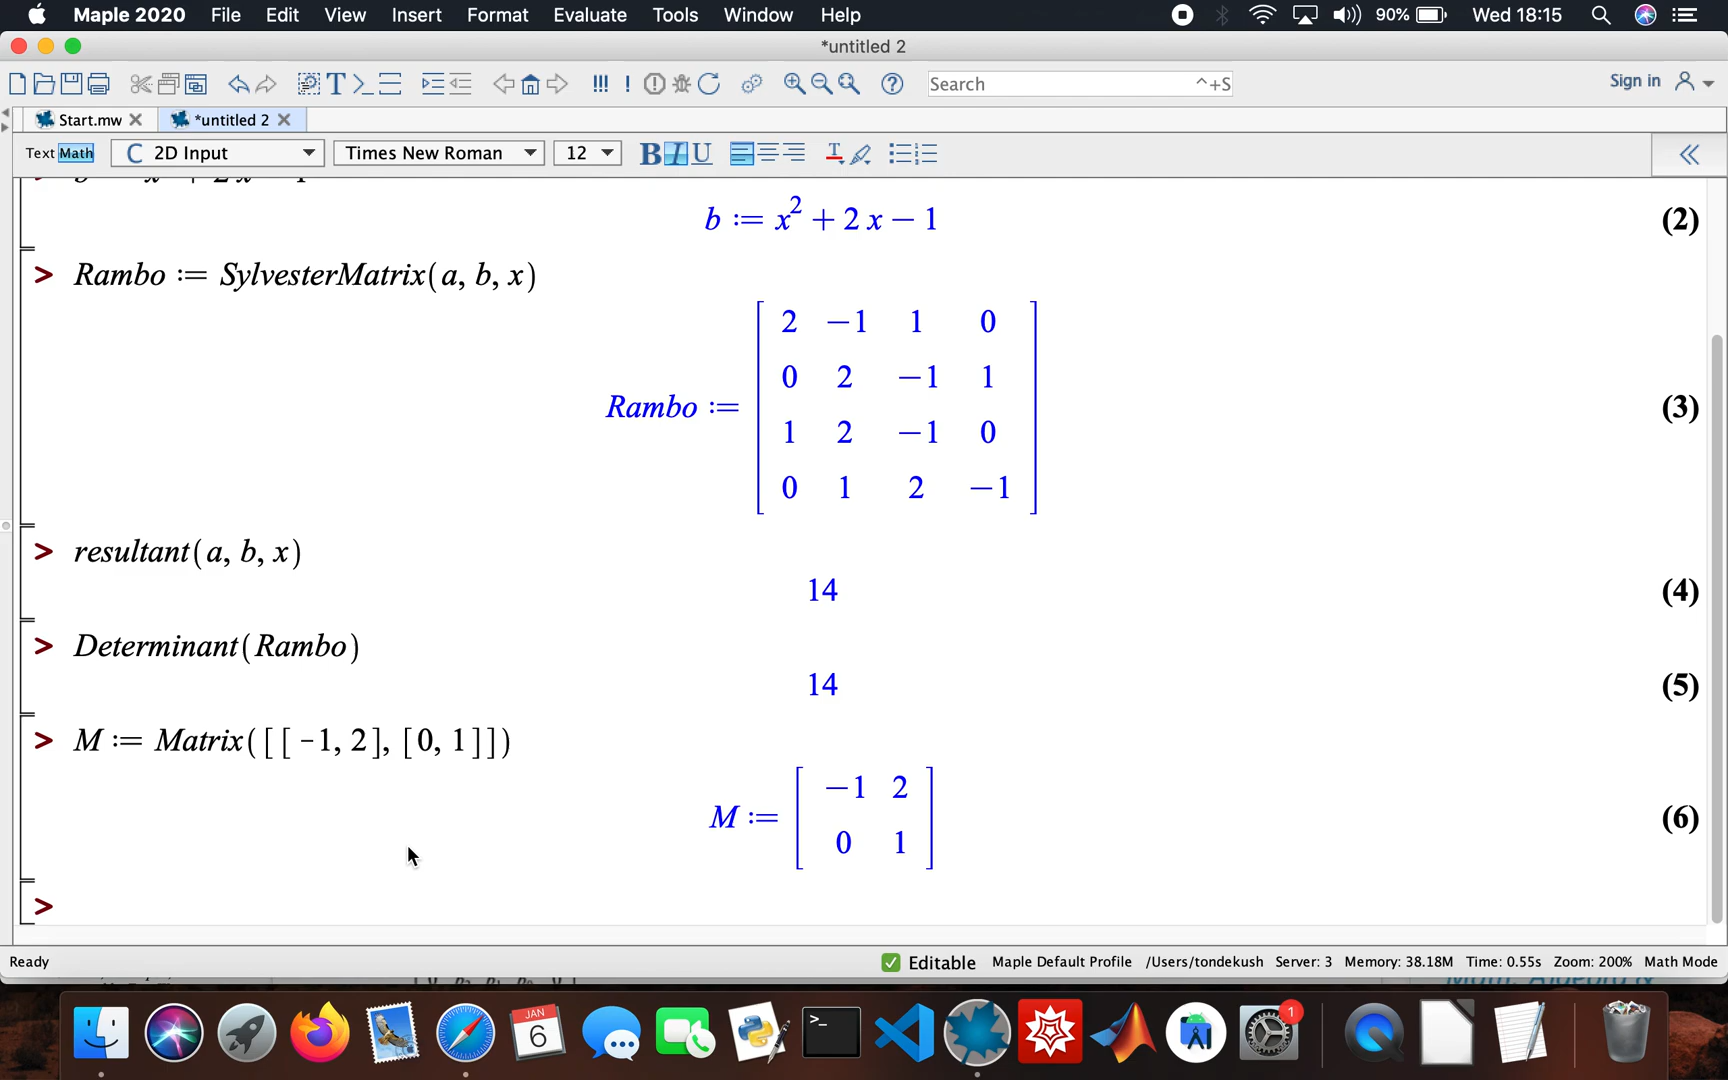 Maple 2020 File Edit View Insert Format Evaluate Tools Window Help 90% Wed 18:15
*untitled 2
Search ^+S Sign in
Start.mw *untitled 2
Text Math C 2D Input Times New Roman 12 B I U
b := x² + 2 x − 1 (2)
> Rambo := SylvesterMatrix(a, b, x)
2 −1 1 0
0 2 −1 1
Rambo := (3)
1 2 −1 0
0 1 2 −1
> resultant(a, b, x)
14 (4)
> Determinant(Rambo)
14 (5)
> M := Matrix([[-1, 2], [0, 1]])
−1 2
M := (6)
0 1
>
Ready Editable Maple Default Profile /Users/tondekush Server: 3 Memory: 38.18M Time: 0.55s Zoom: 200% Math Mode
JAN
6
>_
1